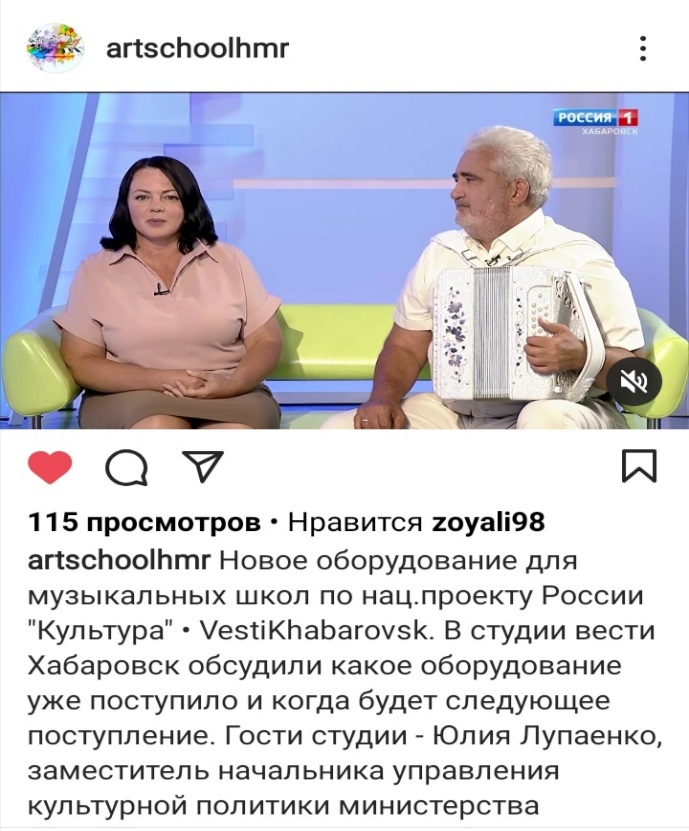 artschoolhmr
РОССИЯ 1
ХАБАРОВСК
115 просмотров • Нравится zoyali98
artschoolhmr Новое оборудование для
музыкальных школ по нац.проекту России
"Культура" • VestiKhabarovsk. В студии вести
Хабаровск обсудили какое оборудование
уже поступило и когда будет следующее
поступление. Гости студии - Юлия Лупаенко,
заместитель начальника управления
культурной политики министерства